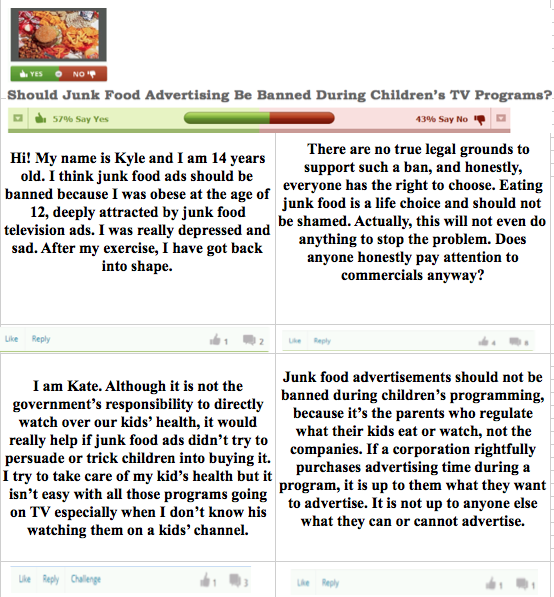 YES NO
Should Junk Food Advertising Be Banned During Children's TV Programs?
57% Say Yes 43% Say No
Hi! My name is Kyle and I am 14 years
old. I think junk food ads should be
banned because I was obese at the age of
12, deeply attracted by junk food
television ads. I was really depressed and
sad. After my exercise, I have got back
into shape.
There are no true legal grounds to
support such a ban, and honestly,
everyone has the right to choose. Eating
junk food is a life choice and should not
be shamed. Actually, this will not even do
anything to stop the problem. Does
anyone honestly pay attention to
commercials anyway?
Like Reply 1 2
Like Reply 4 8
I am Kate. Although it is not the
government's responsibility to directly
watch over our kids' health, it would
really help if junk food ads didn't try to
persuade or trick children into buying it.
I try to take care of my kid's health but it
isn't easy with all those programs going
on TV especially when I don't know his
watching them on a kids' channel.
Junk food advertisements should not be
banned during children's programming,
because it's the parents who regulate
what their kids eat or watch, not the
companies. If a corporation rightfully
purchases advertising time during a
program, it is up to them what they want
to advertise. It is not up to anyone else
what they can or cannot advertise.
Like Reply Challenge 1 3
Like Reply 1 1